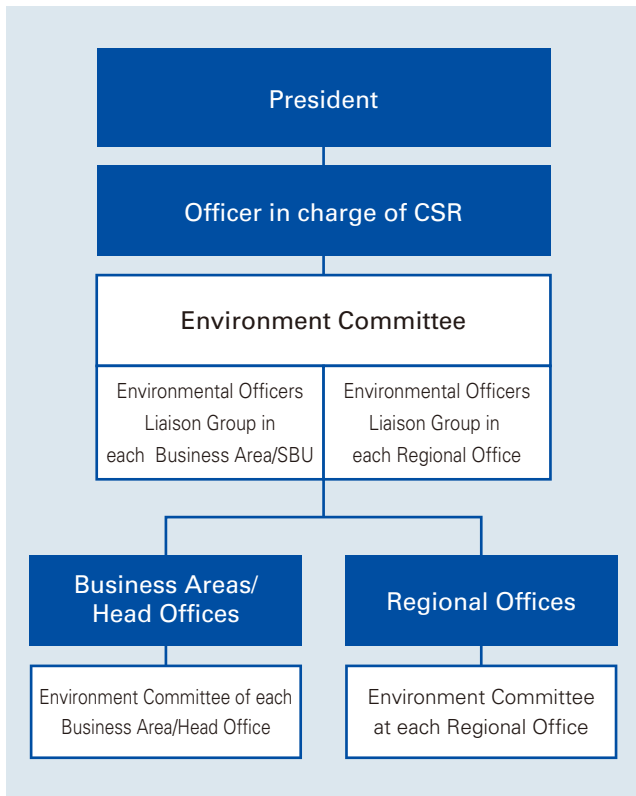 President
Officer in charge of CSR
Environment Committee
Environmental Officers
Liaison Group in
each Business Area/SBU
Environmental Officers
Liaison Group in
each Regional Office
Business Areas/
Head Offices
Environment Committee of each
Business Area/Head Office
Regional Offices
Environment Committee
at each Regional Office